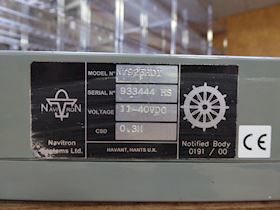 NAVITRON
Navitron
Systems Ltd.
MODEL Nº
SERIAL Nº 933444 HS
VOLTAGE 11-40VDC
CSD 0.3M
HAVANT, HANTS U.K.
Notified Body
0191 / 00
CE